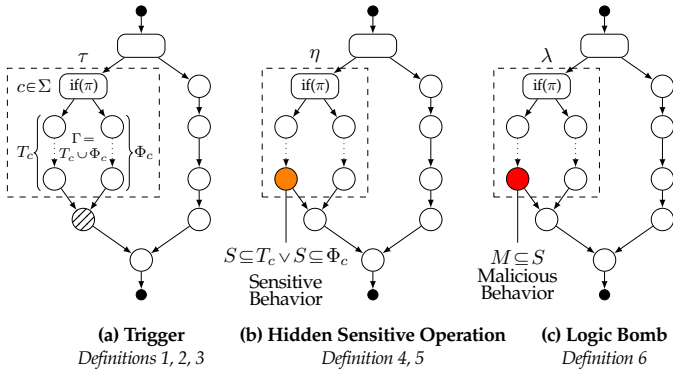 τ
c∈Σ
if(π)
T_c
Γ =
T_c ∪ Φ_c
Φ_c
(a) Trigger
Definitions 1, 2, 3
η
if(π)
S⊆T_c ∨ S⊆Φ_c
Sensitive
Behavior
(b) Hidden Sensitive Operation
Definition 4, 5
λ
if(π)
M⊆S
Malicious
Behavior
(c) Logic Bomb
Definition 6